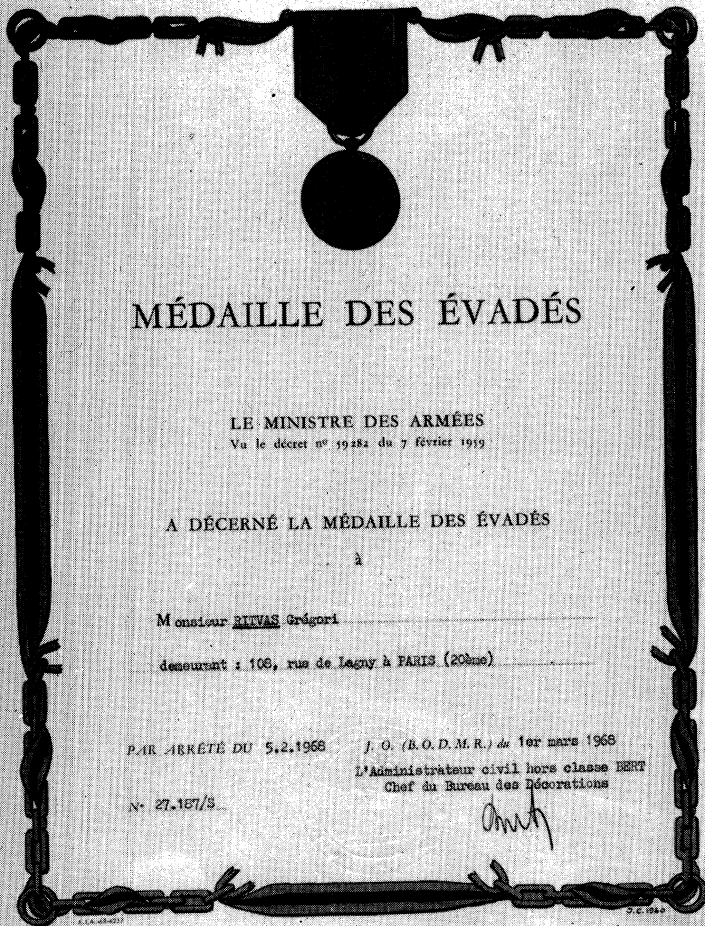 MÉDAILLE DES ÉVADÉS
LE MINISTRE DES ARMÉES
Vu le décret nº 59282 du 7 février 1959
A DÉCERNÉ LA MÉDAILLE DES ÉVADÉS
à
Monsieur RITVAS Grégori
demeurant : 108, rue de Lagny à PARIS (20ème)
PAR ARRÊTÉ DU 5.2.1968
J. O. (B.O.D.M.R.) du 1er mars 1968
L'Administrateur civil hors classe BERT
Chef du Bureau des Décorations
Nº 27.187/S
J.C. 1960